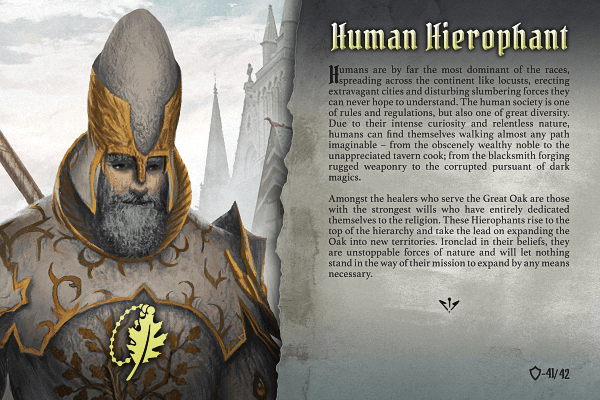 Human Hierophant
Humans are by far the most dominant of the races,
spreading across the continent like locusts, erecting
extravagant cities and disturbing slumbering forces they
can never hope to understand. The human society is one
of rules and regulations, but also one of great diversity.
Due to their intense curiosity and relentless nature,
humans can find themselves walking almost any path
imaginable – from the obscenely wealthy noble to the
unappreciated tavern cook; from the blacksmith forging
rugged weaponry to the corrupted pursuant of dark
magics.
Amongst the healers who serve the Great Oak are those
with the strongest wills who have entirely dedicated
themselves to the religion. These Hierophants rise to the
top of the hierarchy and take the lead on expanding the
Oak into new territories. Ironclad in their beliefs, they
are unstoppable forces of nature and will let nothing
stand in the way of their mission to expand by any means
necessary.
-41/42